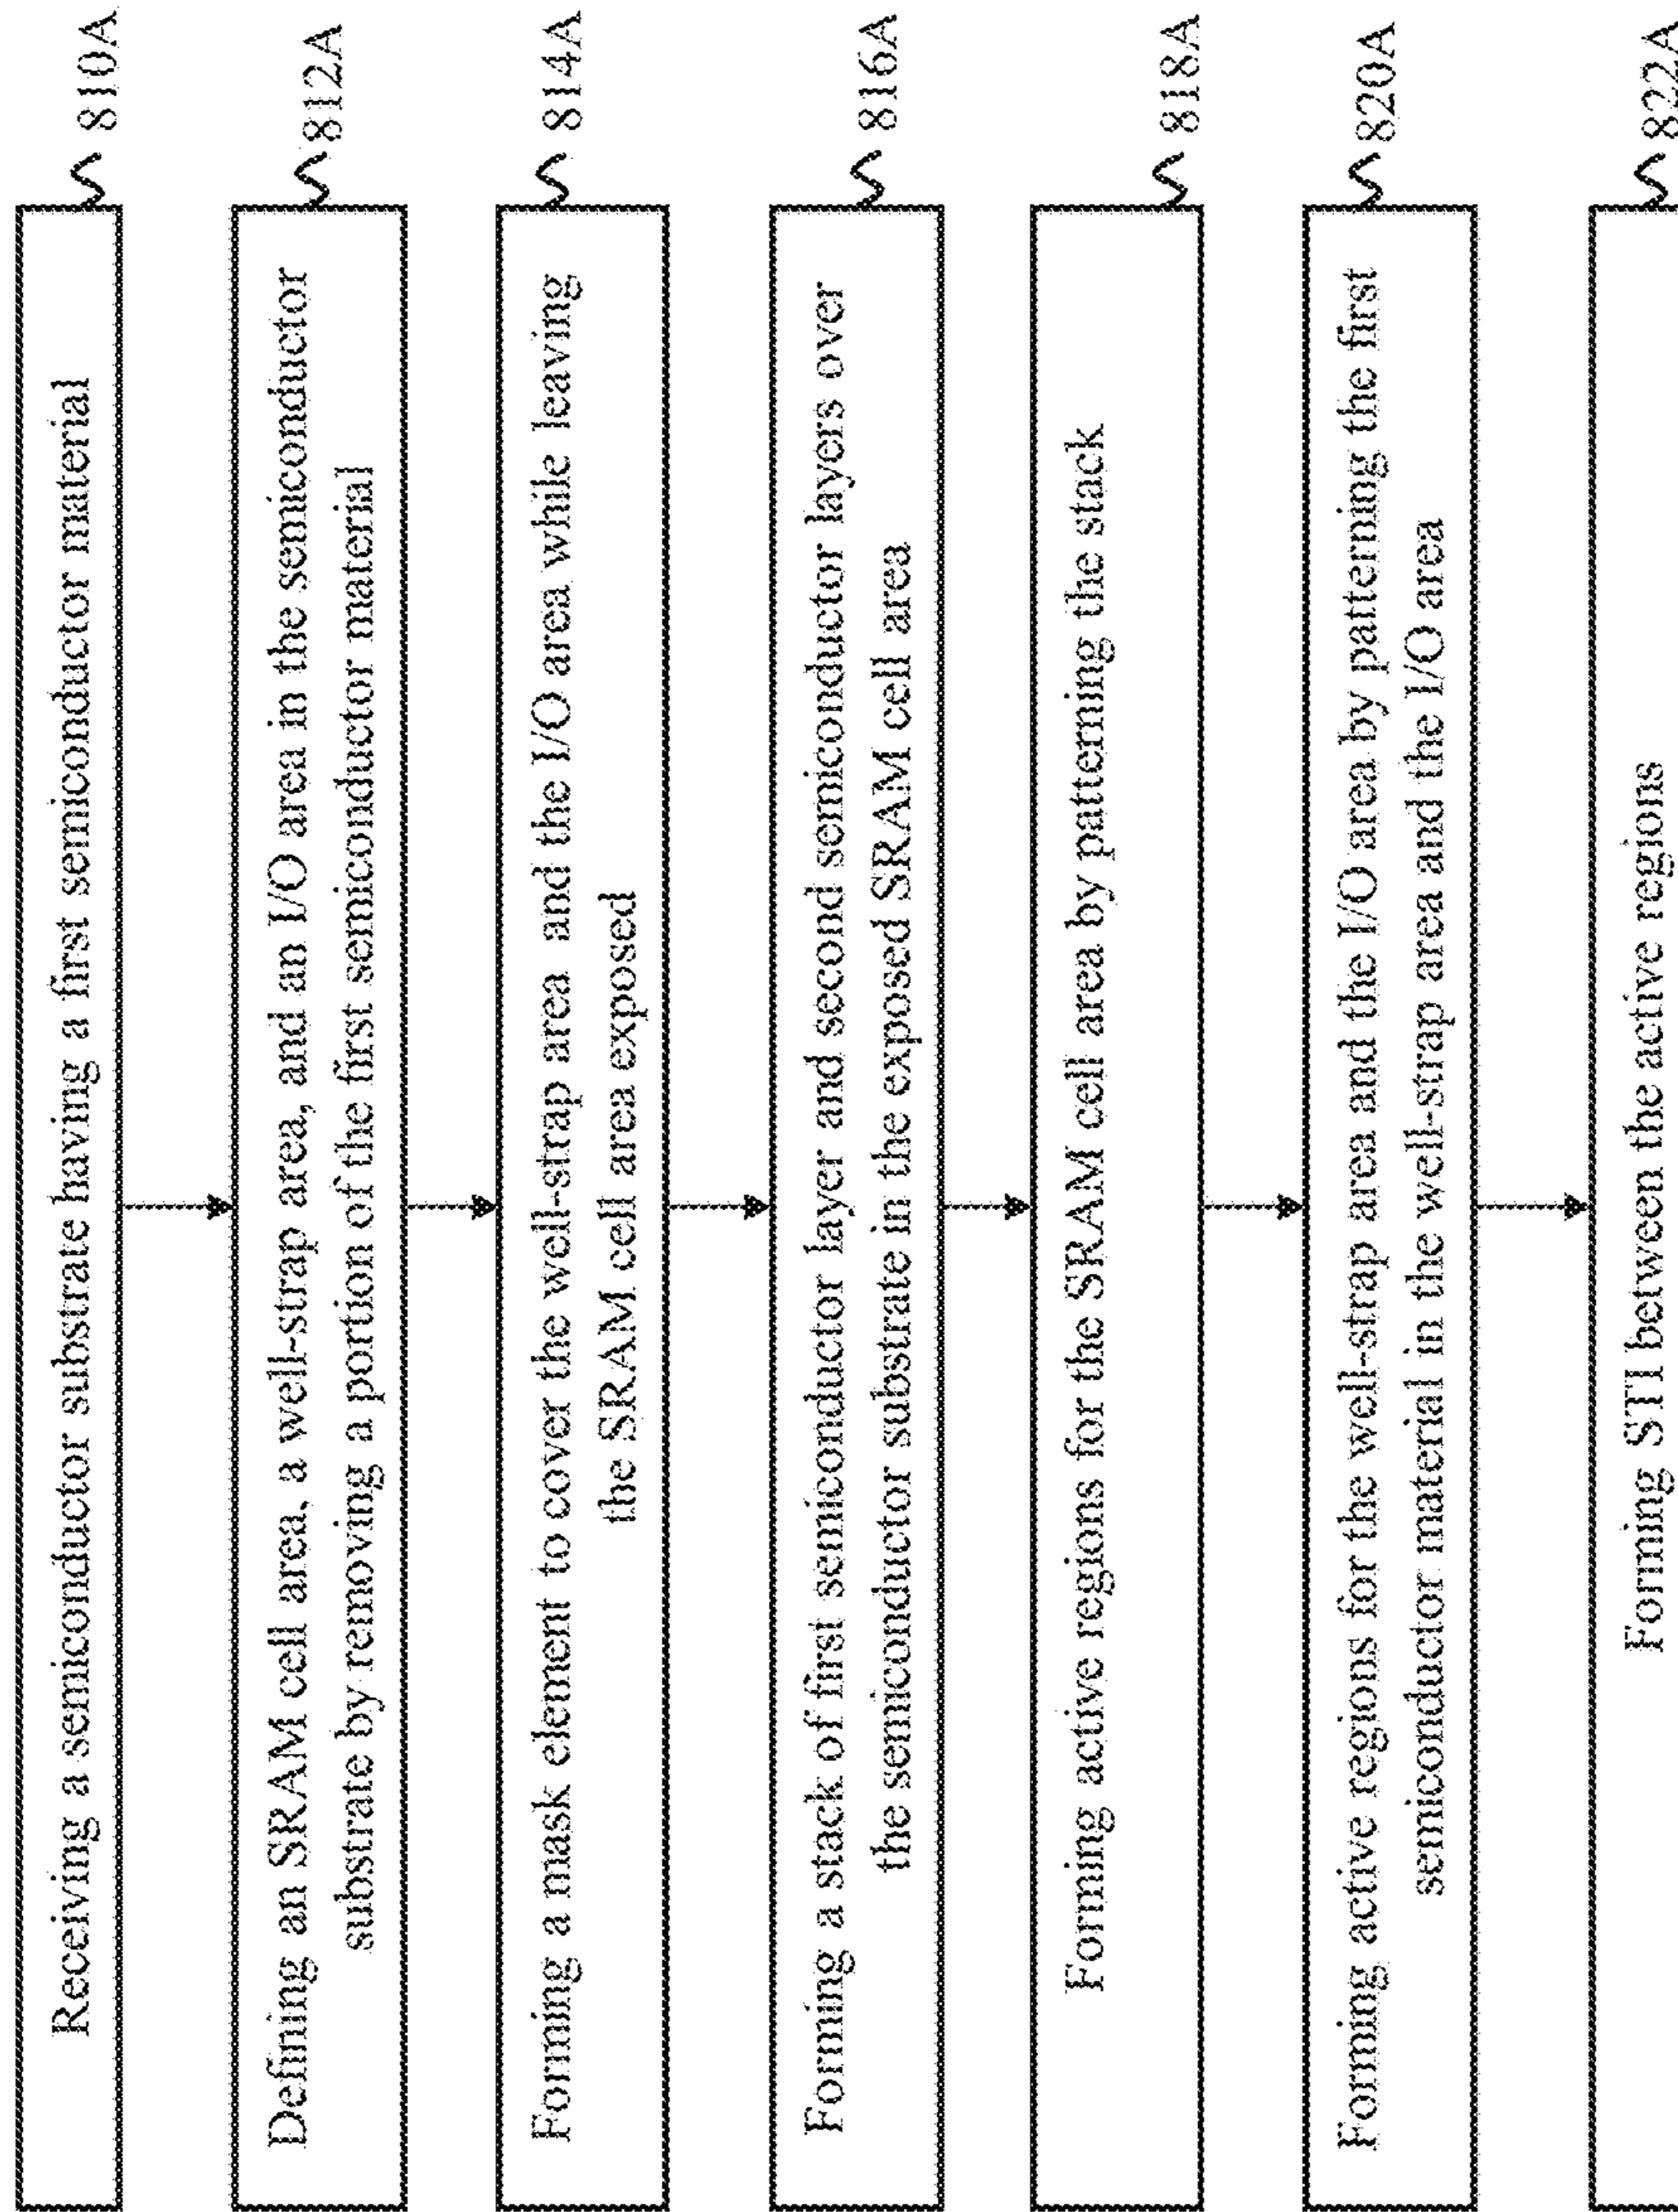 Receiving a semiconductor substrate having a first semiconductor material
810A
Defining an SRAM cell area, a well-strap area, and an I/O area in the semiconductor
substrate by removing a portion of the first semiconductor material
812A
Forming a mask element to cover the well-strap area and the I/O area while leaving
the SRAM cell area exposed
814A
Forming a stack of first semiconductor layer and second semiconductor layers over
the semiconductor substrate in the exposed SRAM cell area
816A
Forming active regions for the SRAM cell area by patterning the stack
818A
Forming active regions for the well-strap area and the I/O area by patterning the first
semiconductor material in the well-strap area and the I/O area
820A
Forming STI between the active regions
822A